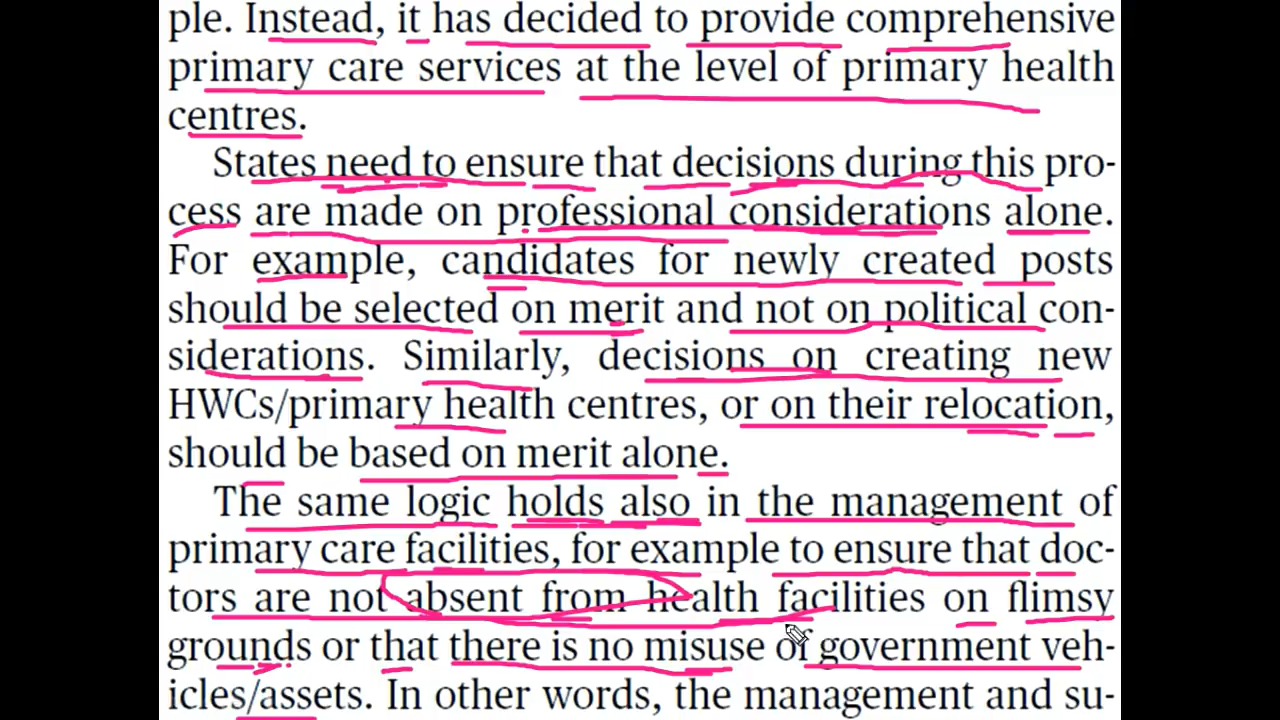 ple. Instead, it has decided to provide comprehensive
primary care services at the level of primary health
centres.
States need to ensure that decisions during this pro-
cess are made on professional considerations alone.
For example, candidates for newly created posts
should be selected on merit and not on political con-
siderations. Similarly, decisions on creating new
HWCs/primary health centres, or on their relocation,
should be based on merit alone.
The same logic holds also in the management of
primary care facilities, for example to ensure that doc-
tors are not absent from health facilities on flimsy
grounds or that there is no misuse of government veh-
icles/assets. In other words, the management and su-